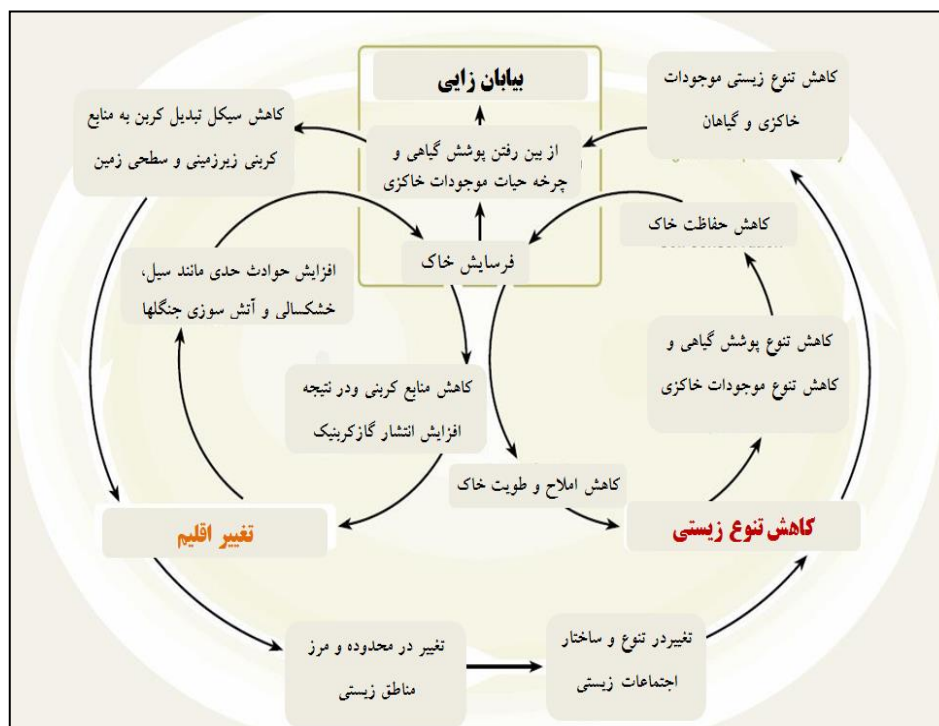 بیابان زایی
کاهش تنوع زیستی موجودات
خاکزی و گیاهان
کاهش سیکل تبدیل کربن به منابع
کربنی زیرزمینی و سطحی زمین
از بین رفتن پوشش گیاهی و
چرخه حیات موجودات خاکزی
کاهش حفاظت خاک
فرسایش خاک
افزایش حوادث حدی مانند سیل،
خشکسالی و آتش سوزی جنگلها
کاهش تنوع پوشش گیاهی و
کاهش تنوع موجودات خاکزی
کاهش منابع کربنی ودر نتیجه
افزایش انتشار گازکربنیک
کاهش املاح و طویت خاک
تغییر اقلیم
کاهش تنوع زیستی
تغییر در محدوده و مرز
مناطق زیستی
تغییردر تنوع و ساختار
اجتماعات زیستی